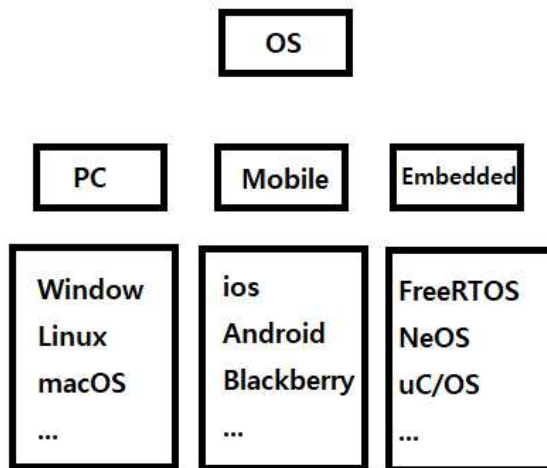 OS
PC
Mobile
Embedded
Window
Linux
macOS
...
ios
Android
Blackberry
...
FreeRTOS
NeOS
uC/OS
...